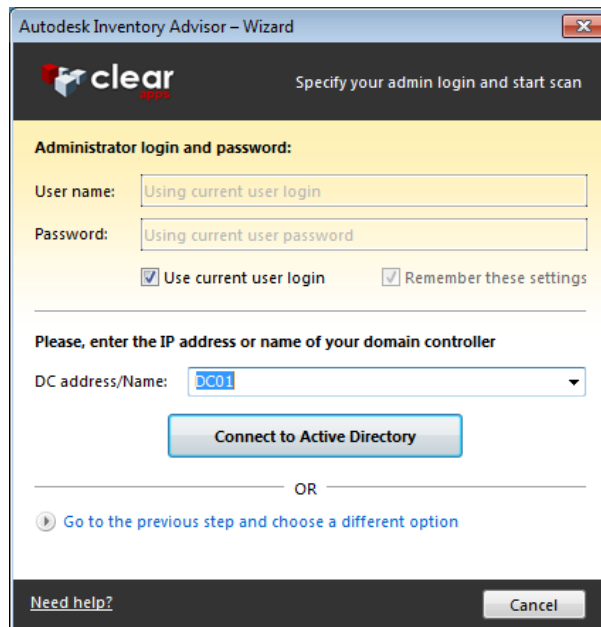 Autodesk Inventory Advisor – Wizard
clear
apps
Specify your admin login and start scan
Administrator login and password:
User name: Using current user login
Password: Using current user password
Use current user login Remember these settings
Please, enter the IP address or name of your domain controller
DC address/Name: DC01
Connect to Active Directory
OR
Go to the previous step and choose a different option
Need help? Cancel